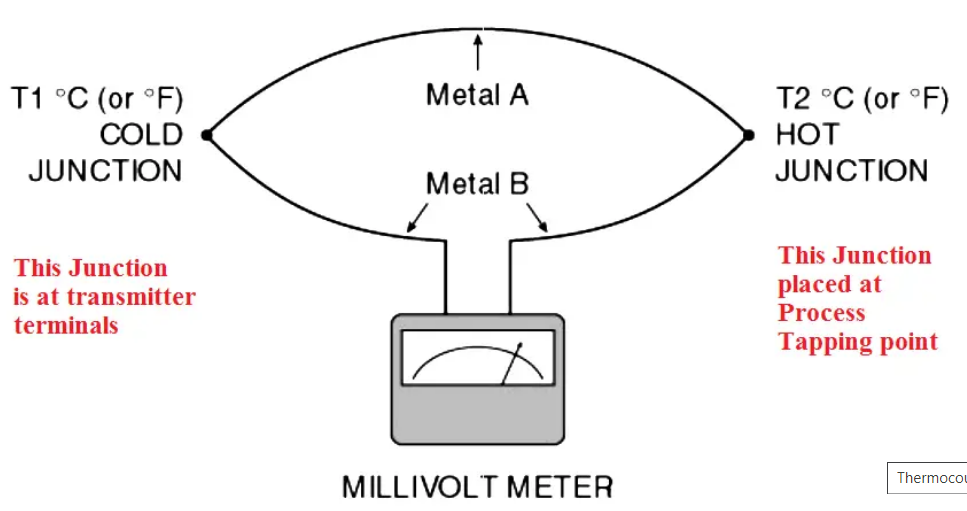 T1 °C (or °F)
COLD
JUNCTION
Metal A
T2 °C (or °F)
HOT
JUNCTION
Metal B
This Junction
is at transmitter
terminals
This Junction
placed at
Process
Tapping point
MILLIVOLT METER